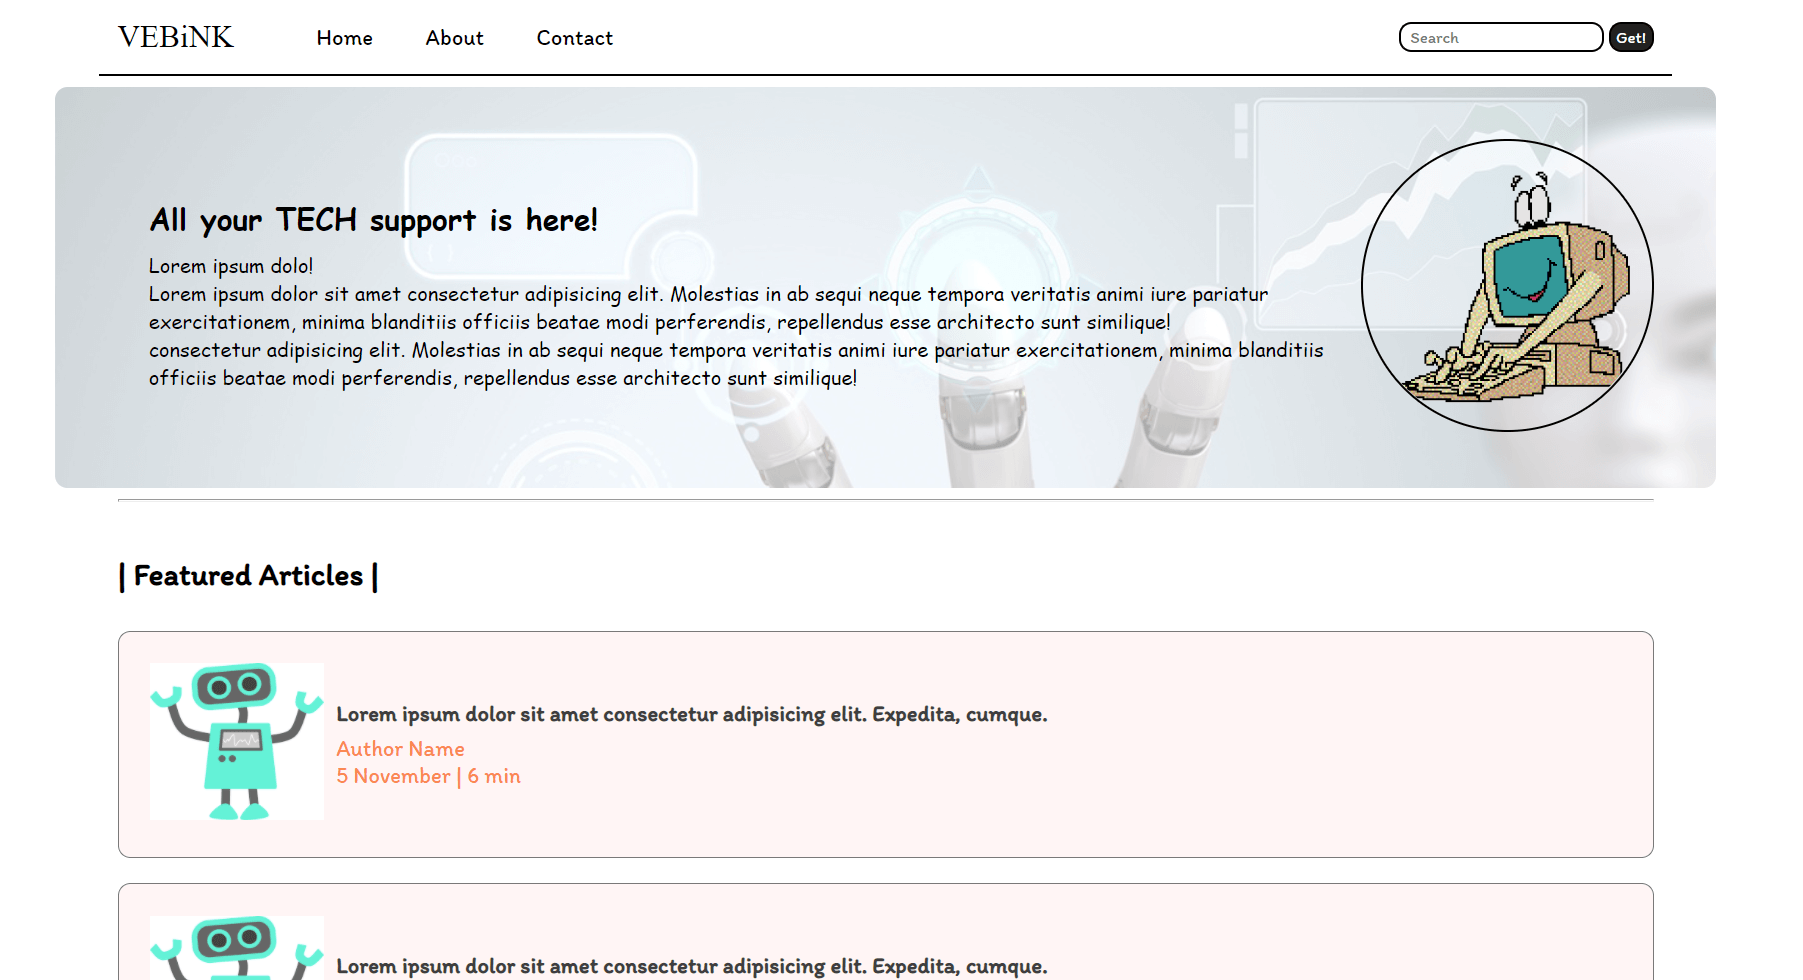 VEBiNK
Home
About
Contact
Search
Get!
All your TECH support is here!
Lorem ipsum dolo!
Lorem ipsum dolor sit amet consectetur adipisicing elit. Molestias in ab sequi neque tempora veritatis animi iure pariatur
exercitationem, minima blanditiis officiis beatae modi perferendis, repellendus esse architecto sunt similique!
consectetur adipisicing elit. Molestias in ab sequi neque tempora veritatis animi iure pariatur exercitationem, minima blanditiis
officiis beatae modi perferendis, repellendus esse architecto sunt similique!
| Featured Articles |
Lorem ipsum dolor sit amet consectetur adipisicing elit. Expedita, cumque.
Author Name
5 November | 6 min
Lorem ipsum dolor sit amet consectetur adipisicing elit. Expedita, cumque.